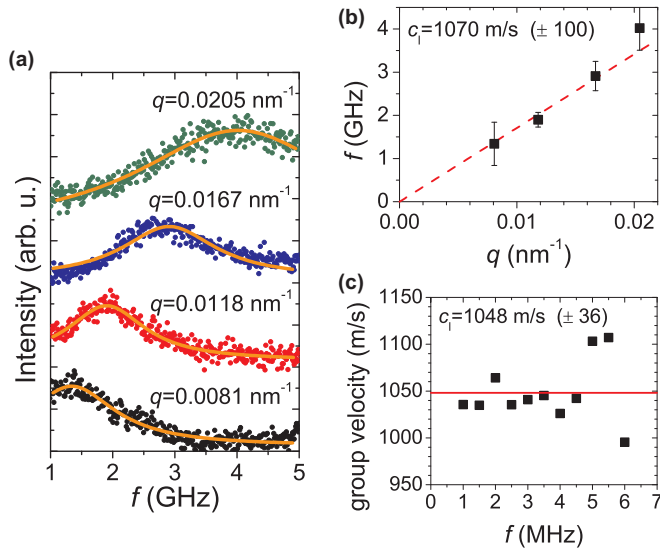 (a)
q=0.0205 nm⁻¹
q=0.0167 nm⁻¹
q=0.0118 nm⁻¹
q=0.0081 nm⁻¹
Intensity (arb. u.)
1 2 3 4 5
f (GHz)
(b)
cₗ=1070 m/s (± 100)
4
3
2
1
0
f (GHz)
0.00 0.01 0.02
q (nm⁻¹)
(c)
cₗ=1048 m/s (± 36)
1150
1100
1050
1000
950
group velocity (m/s)
0 1 2 3 4 5 6 7
f (MHz)